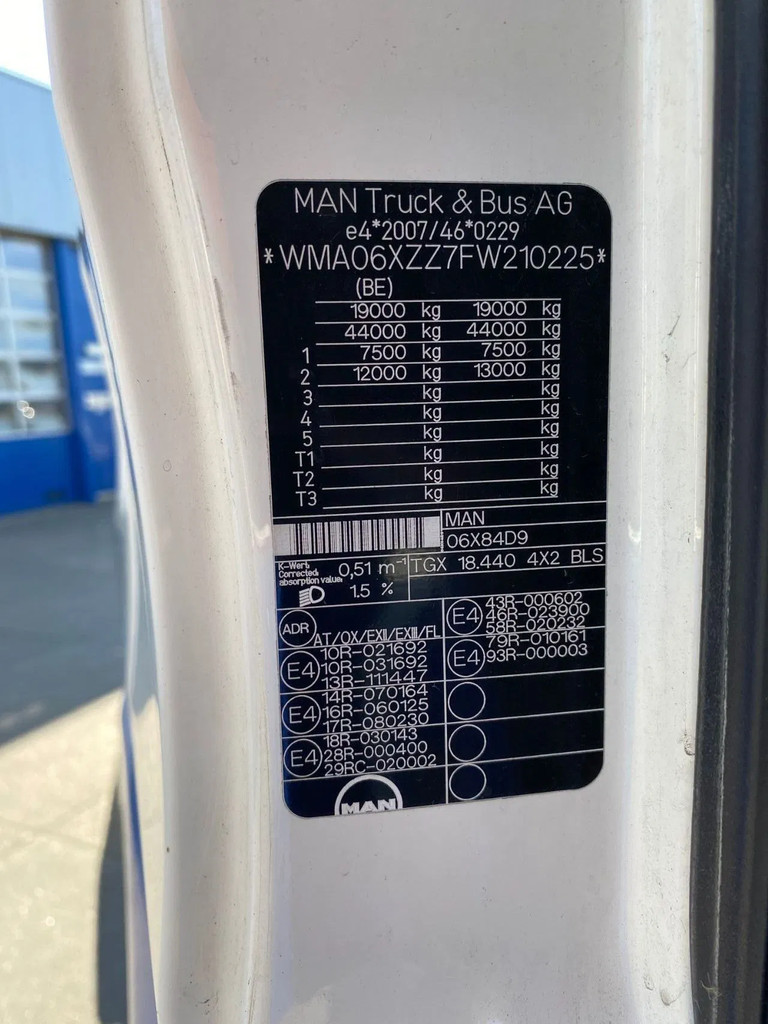 MAN Truck & Bus AG
e4*2007/46*0229
*WMA06XZZ7FW210225*
(BE)
19000 kg 19000 kg
44000 kg 44000 kg
1 7500 kg 7500 kg
2 12000 kg 13000 kg
3 kg kg
4 kg kg
5 kg kg
T1 kg kg
T2 kg kg
T3 kg kg
MAN
06X84D9
K-Wert
Corrected
absorption value: 0,51 m⁻¹
TGX 18.440 4X2 BLS
1.5 %
ADR AT/OX/EXII/EXIII/FL
E4
10R-021692
10R-031692
13R-111447
E4
14R-070164
16R-060125
17R-080230
E4
18R-030143
28R-000400
29RC-020002
E4
43R-000602
46R-023900
58R-020232
E4
79R-010161
93R-000003
MAN